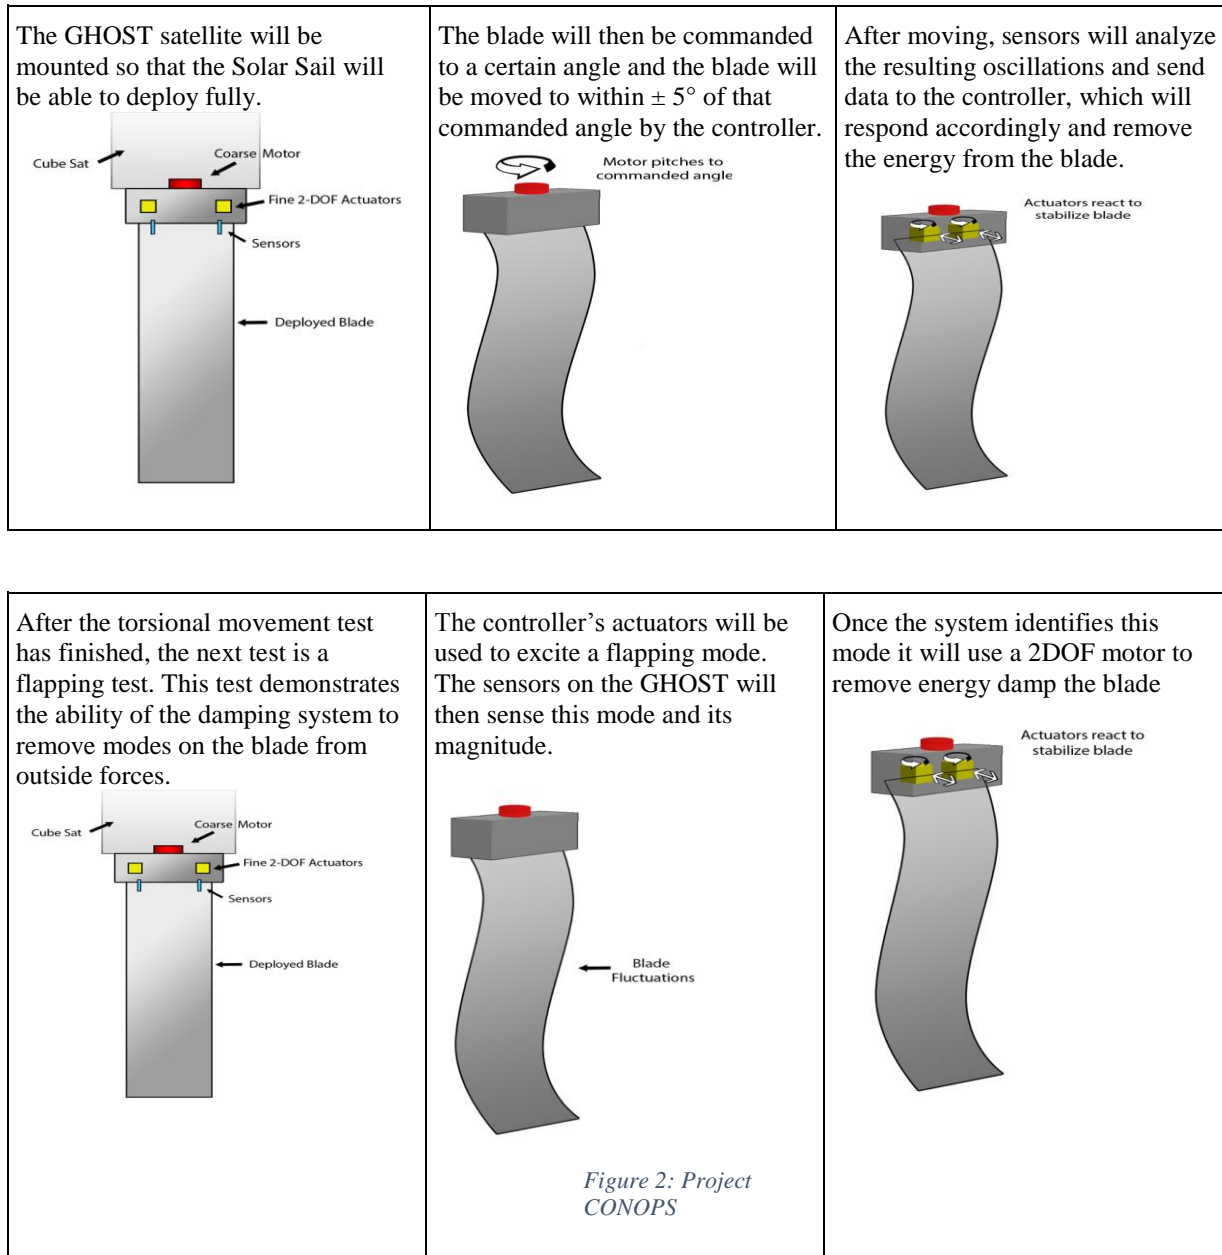 The GHOST satellite will be
mounted so that the Solar Sail will
be able to deploy fully.
Cube Sat
Coarse Motor
Fine 2-DOF Actuators
Sensors
Deployed Blade
The blade will then be commanded
to a certain angle and the blade will
be moved to within ± 5° of that
commanded angle by the controller.
Motor pitches to
commanded angle
After moving, sensors will analyze
the resulting oscillations and send
data to the controller, which will
respond accordingly and remove
the energy from the blade.
Actuators react to
stabilize blade
After the torsional movement test
has finished, the next test is a
flapping test. This test demonstrates
the ability of the damping system to
remove modes on the blade from
outside forces.
Cube Sat
Coarse Motor
Fine 2-DOF Actuators
Sensors
Deployed Blade
The controller’s actuators will be
used to excite a flapping mode.
The sensors on the GHOST will
then sense this mode and its
magnitude.
Blade
Fluctuations
Figure 2: Project
CONOPS
Once the system identifies this
mode it will use a 2DOF motor to
remove energy damp the blade
Actuators react to
stabilize blade